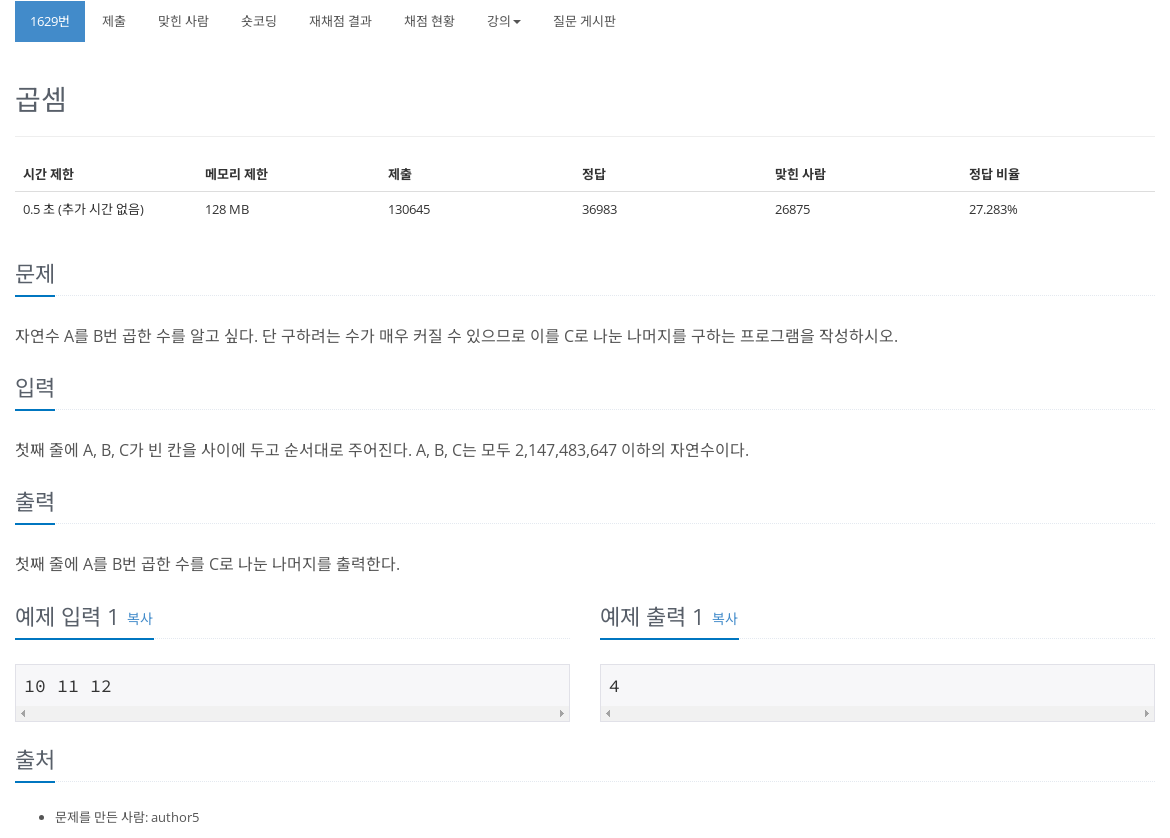 1629번 제출 맞힌 사람 숏코딩 재채점 결과 채점 현황 강의 질문 게시판
곱셈
시간 제한 메모리 제한 제출 정답 맞힌 사람 정답 비율
0.5 초 (추가 시간 없음) 128 MB 130645 36983 26875 27.283%
문제
자연수 A를 B번 곱한 수를 알고 싶다. 단 구하려는 수가 매우 커질 수 있으므로 이를 C로 나눈 나머지를 구하는 프로그램을 작성하시오.
입력
첫째 줄에 A, B, C가 빈 칸을 사이에 두고 순서대로 주어진다. A, B, C는 모두 2,147,483,647 이하의 자연수이다.
출력
첫째 줄에 A를 B번 곱한 수를 C로 나눈 나머지를 출력한다.
예제 입력 1 복사
10 11 12
예제 출력 1 복사
4
출처
문제를 만든 사람: author5